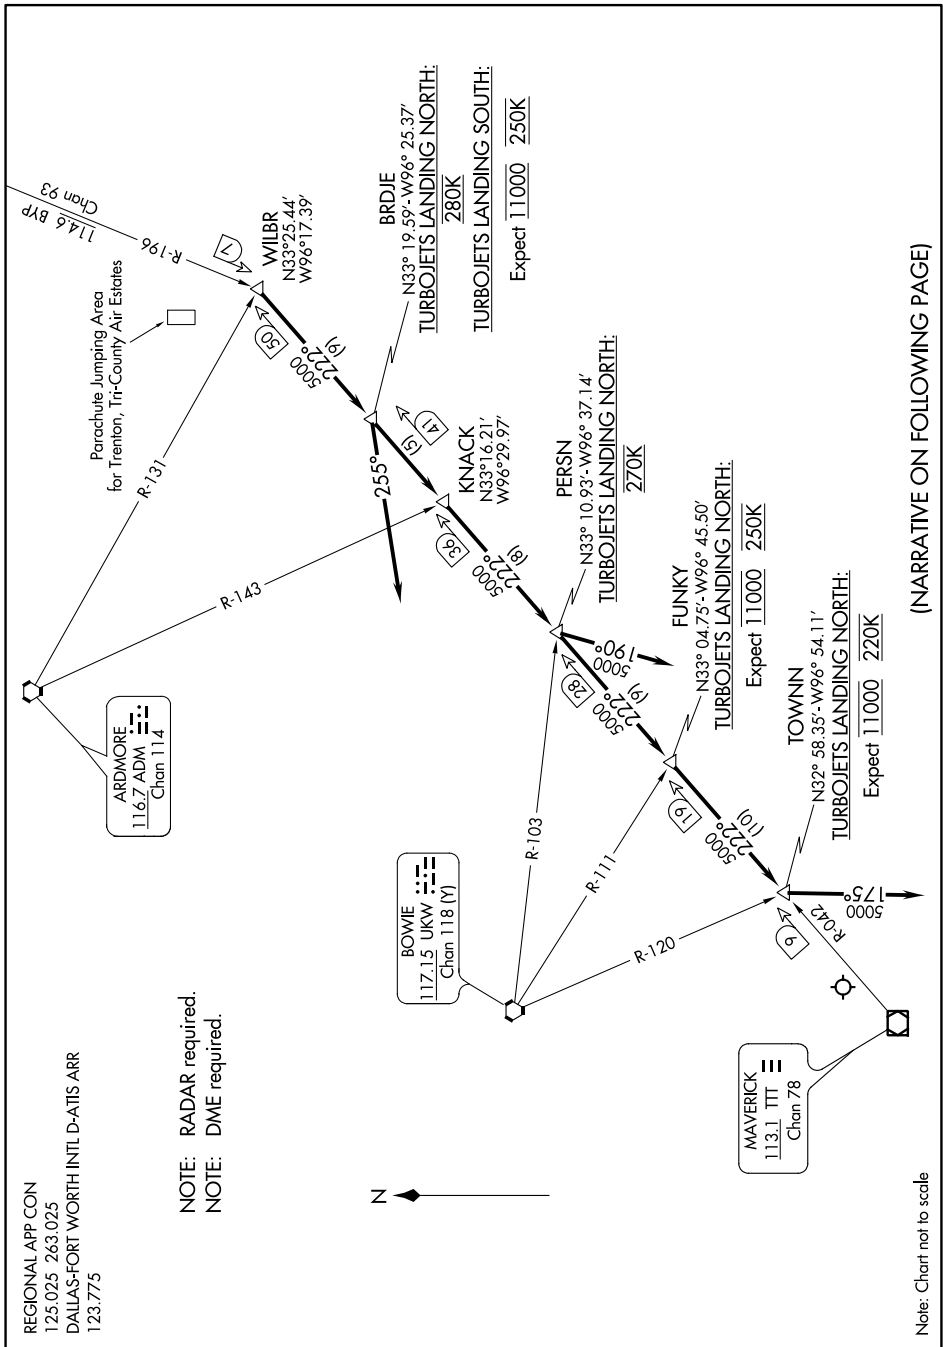 REGIONAL APP CON
125.025 263.025
DALLAS-FORT WORTH INTL D-ATIS ARR
123.775
NOTE: RADAR required.
NOTE: DME required.
N
ARDMORE
116.7 ADM
Chan 114
R-131
R-143
Parachute Jumping Area
for Trenton, Tri-County Air Estates
114.6 BYP
Chan 93
R-196
7
WILBR
N33°25.44'
W96°17.39'
50
5000
222°
(9)
BRDJE
N33° 19.59'-W96° 25.37'
TURBOJETS LANDING NORTH:
280K
TURBOJETS LANDING SOUTH:
Expect 11000 250K
255°
41
(5)
KNACK
N33°16.21'
W96°29.97'
36
5000
222°
(8)
PERSN
N33° 10.93'-W96° 37.14'
TURBOJETS LANDING NORTH:
270K
190°
5000
28
5000
222°
(9)
FUNKY
N33° 04.75'-W96° 45.50'
TURBOJETS LANDING NORTH:
Expect 11000 250K
19
5000
222°
(10)
TOWNN
N32° 58.35'-W96° 54.11'
TURBOJETS LANDING NORTH:
Expect 11000 220K
175°
5000
9
R-042
BOWIE
117.15 UKW
Chan 118 (Y)
R-103
R-111
R-120
MAVERICK
113.1 TTT
Chan 78
(NARRATIVE ON FOLLOWING PAGE)
Note: Chart not to scale